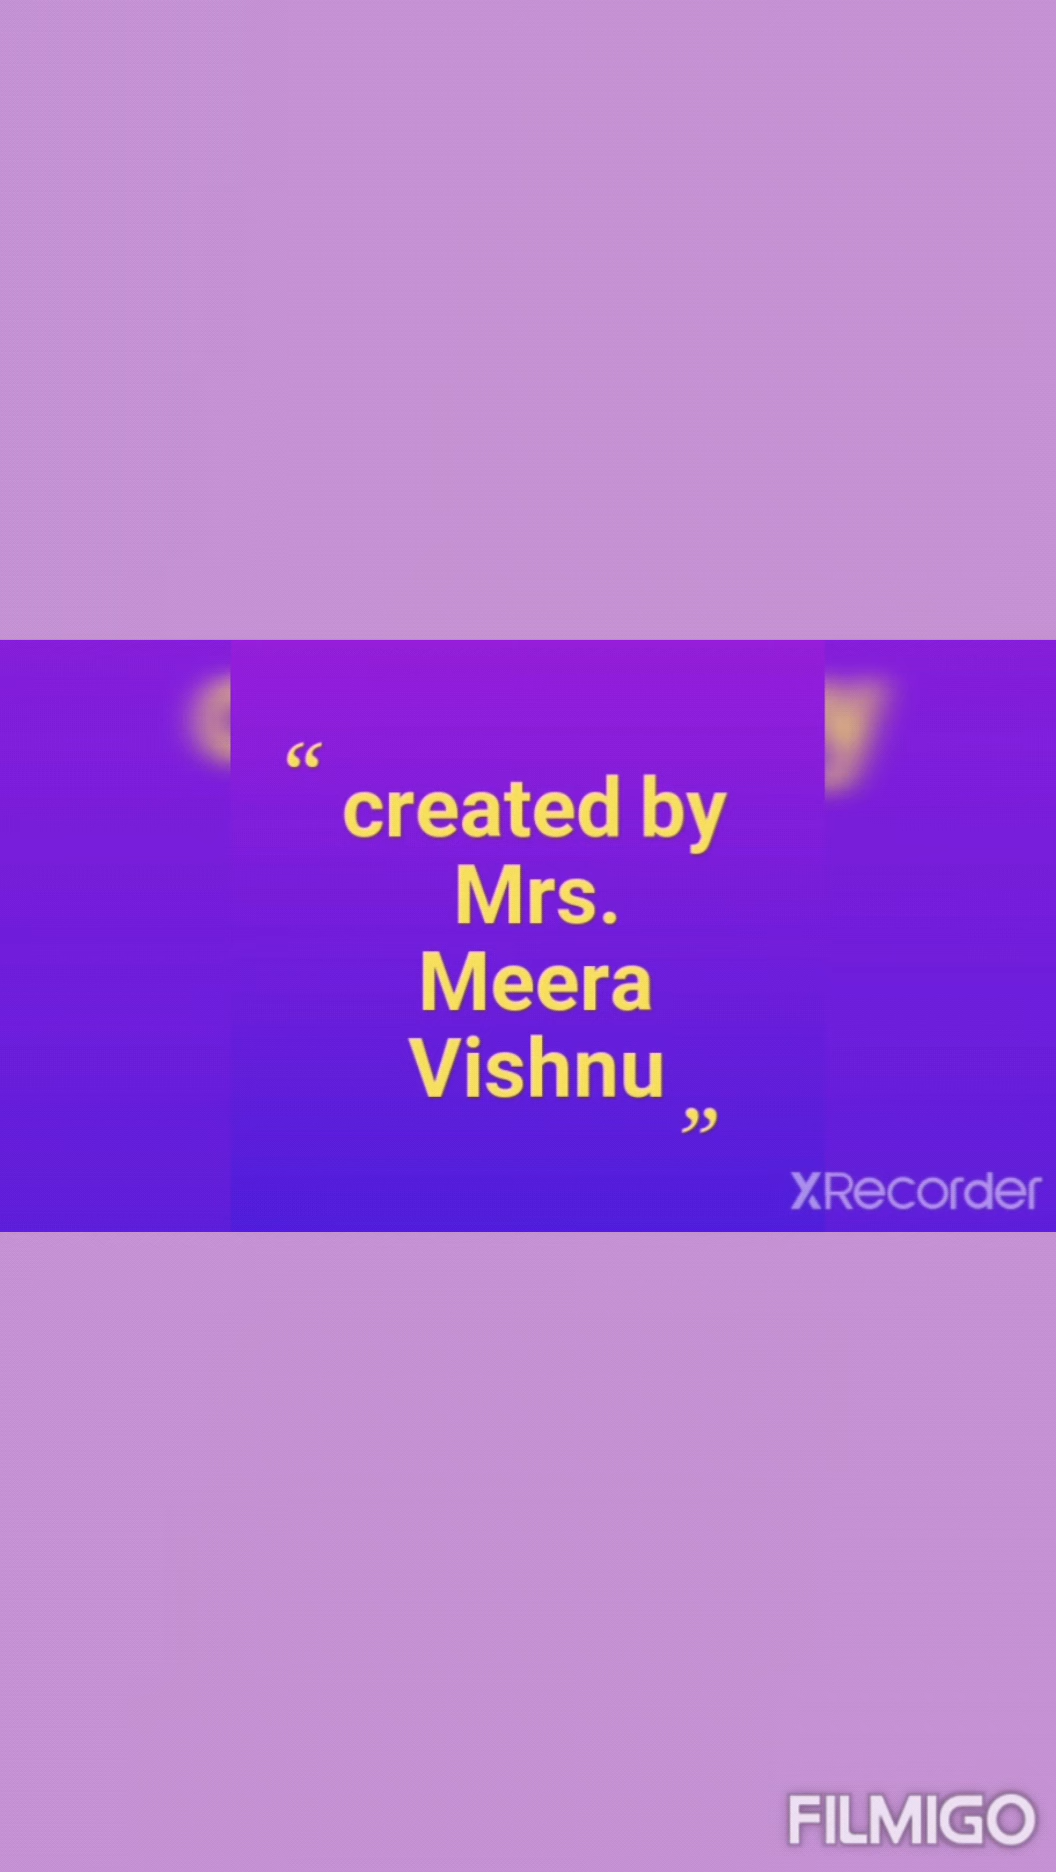 “
created by
Mrs.
Meera
Vishnu
”
XRecorder
FILMIGO